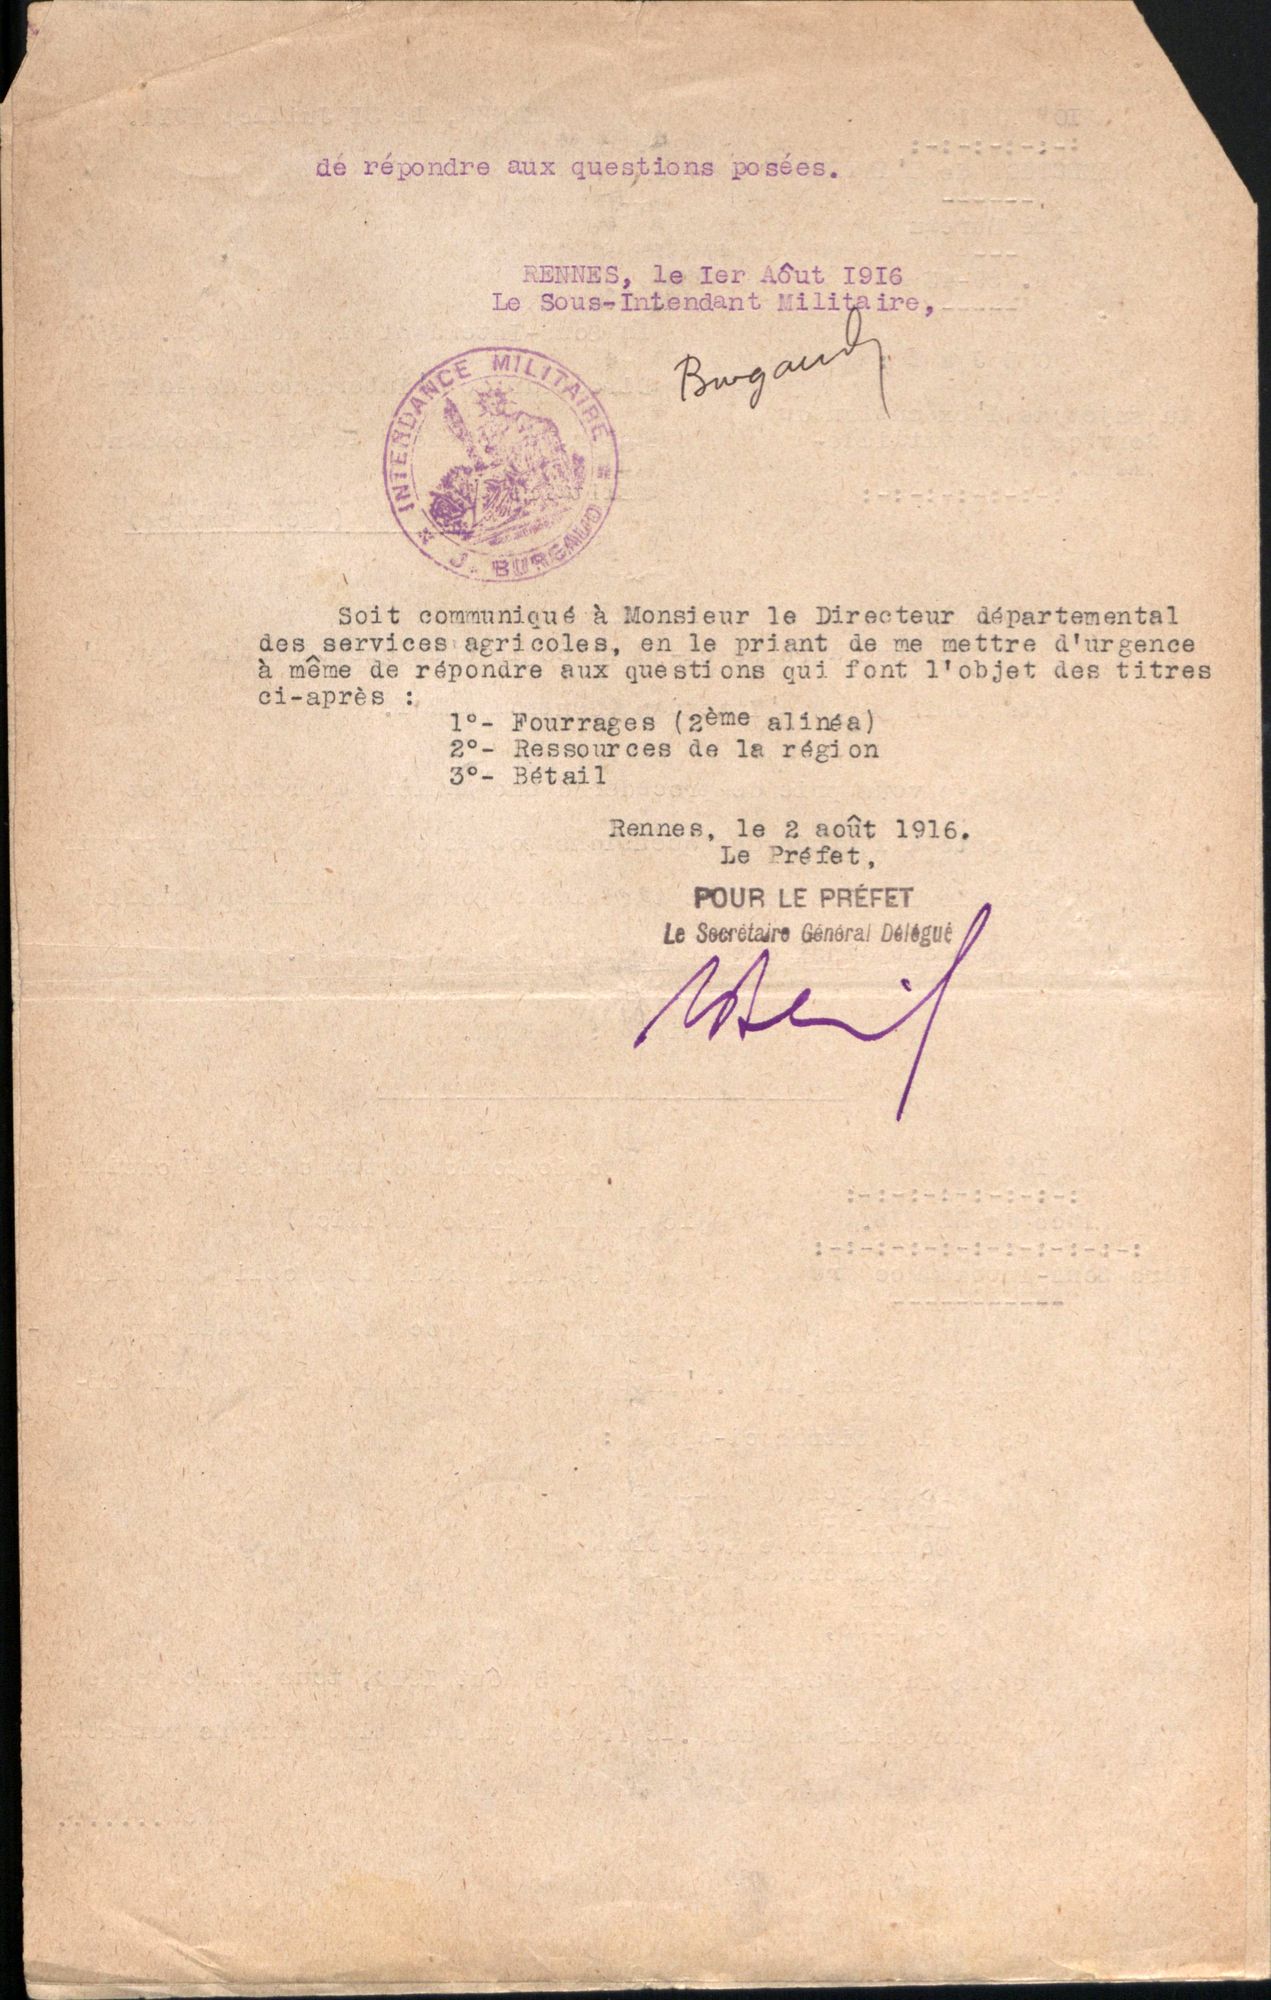 dé répondre aux questions posées.
RENNES, le Ier Aôut I9I6
Le Sous-Intendant Militaire,
Burgaud
INTENDANCE MILITAIRE
J. BURGAUD
Soit communiqué à Monsieur le Directeur départemental
des services agricoles, en le priant de me mettre d'urgence
à même de répondre aux questions qui font l'objet des titres
ci-après :
1°- Fourrages (2ème alinéa)
2°- Ressources de la région
3°- Bétail
Rennes, le 2 août 1916.
Le Préfet,
POUR LE PRÉFET
Le Secrétaire Général Délégué